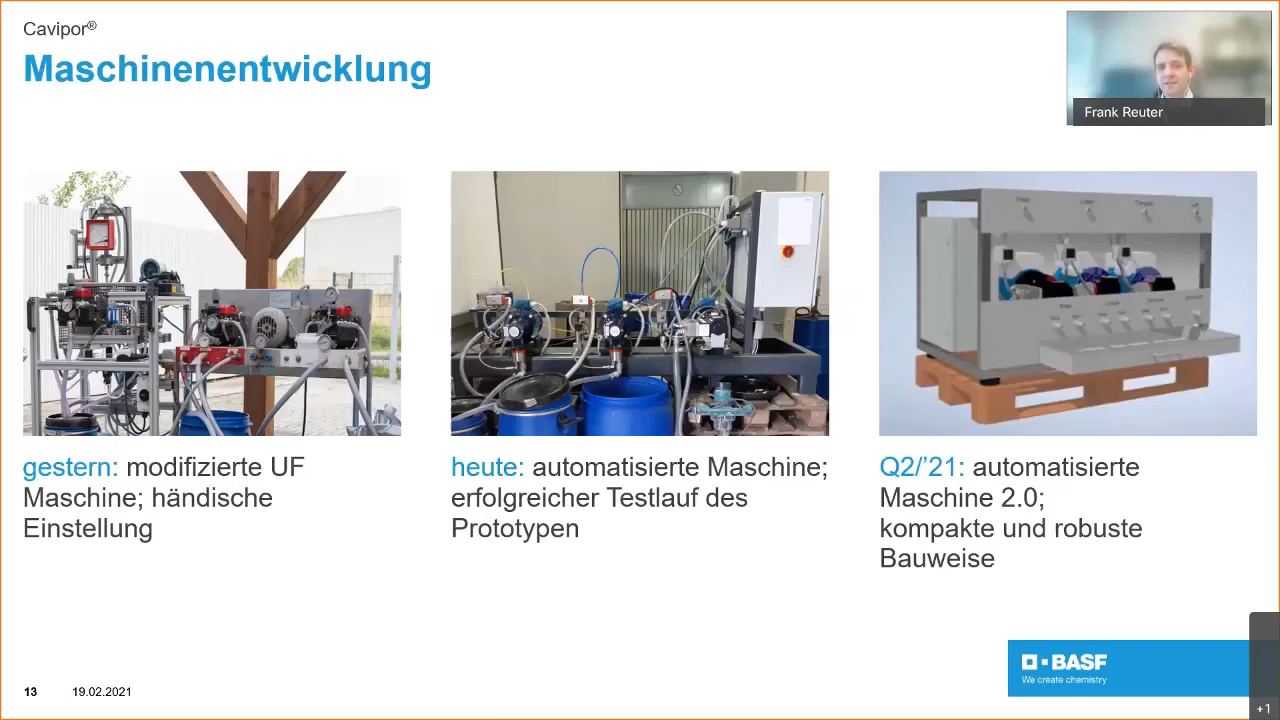 Cavipor®
Maschinenentwicklung
Frank Reuter
gestern: modifizierte UF
Maschine; händische
Einstellung
heute: automatisierte Maschine;
erfolgreicher Testlauf des
Prototypen
Q2/'21: automatisierte
Maschine 2.0;
kompakte und robuste
Bauweise
BASF
We create chemistry
13 19.02.2021
+1